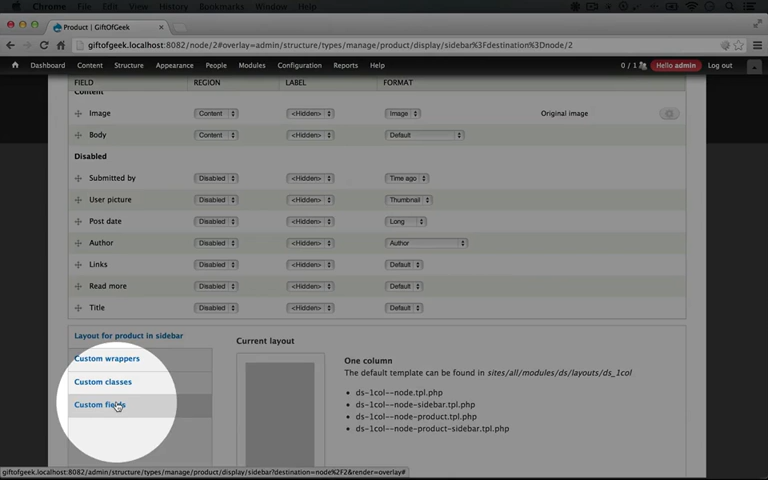 Chrome File Edit View History Bookmarks Window Help
Product | GiftOfGeek
giftofgeek.localhost:8082/node/2#overlay=admin/structure/types/manage/product/display/sidebar%3Fdestination%3Dnode/2
Dashboard Content Structure Appearance People Modules Configuration Reports Help 0 / 1 Hello admin Log out
FIELD REGION LABEL FORMAT
Content
Image Content <Hidden> Image Original image
Body Content <Hidden> Default
Disabled
Submitted by Disabled <Hidden> Time ago
User picture Disabled <Hidden> Thumbnail
Post date Disabled <Hidden> Long
Author Disabled <Hidden> Author
Links Disabled <Hidden> Default
Read more Disabled <Hidden> Default
Title Disabled <Hidden> Default
Layout for product in sidebar
Custom wrappers
Custom classes
Custom fields
Current layout
One column
The default template can be found in sites/all/modules/ds/layouts/ds_1col
ds-1col--node.tpl.php
ds-1col--node-sidebar.tpl.php
ds-1col--node-product.tpl.php
ds-1col--node-product-sidebar.tpl.php
giftofgeek.localhost:8082/admin/structure/types/manage/product/display/sidebar?destination=node%2F2&render=overlay#